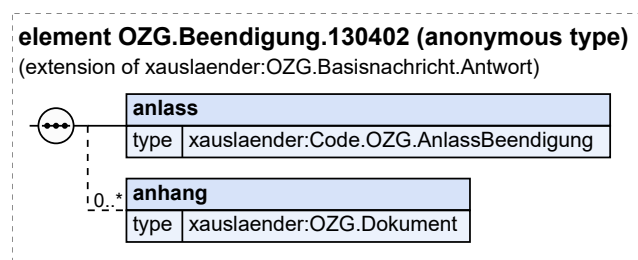 element OZG.Beendigung.130402 (anonymous type)
(extension of xauslaender:OZG.Basisnachricht.Antwort)
anlass
type xauslaender:Code.OZG.AnlassBeendigung
0..* anhang
type xauslaender:OZG.Dokument